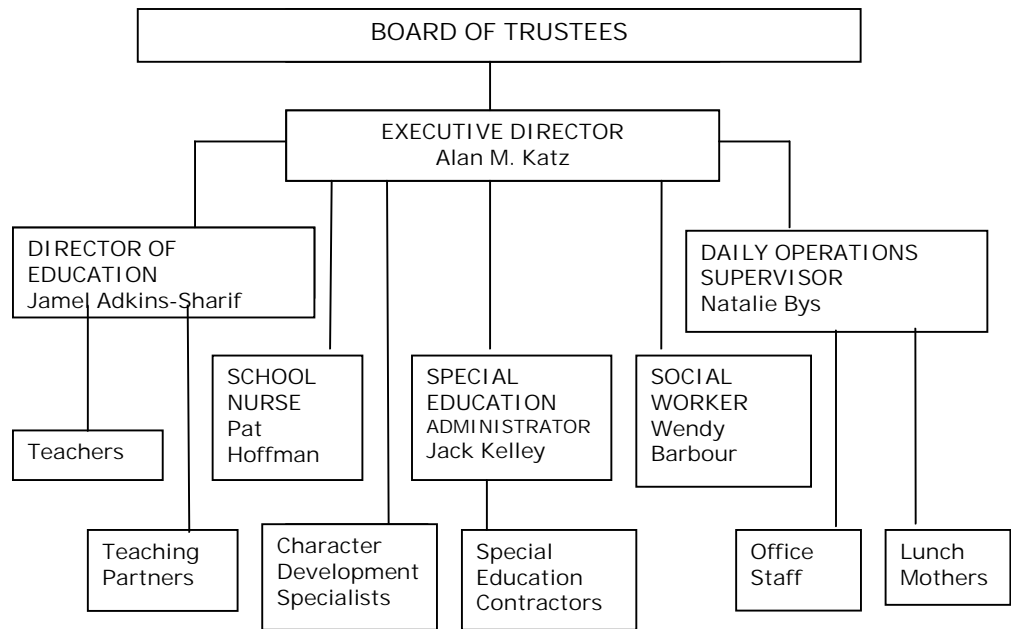 BOARD OF TRUSTEES
EXECUTIVE DIRECTOR
Alan M. Katz
DIRECTOR OF
EDUCATION
Jamel Adkins-Sharif
DAILY OPERATIONS
SUPERVISOR
Natalie Bys
SCHOOL
NURSE
Pat
Hoffman
SPECIAL
EDUCATION
ADMINISTRATOR
Jack Kelley
SOCIAL
WORKER
Wendy
Barbour
Teachers
Teaching
Partners
Character
Development
Specialists
Special
Education
Contractors
Office
Staff
Lunch
Mothers